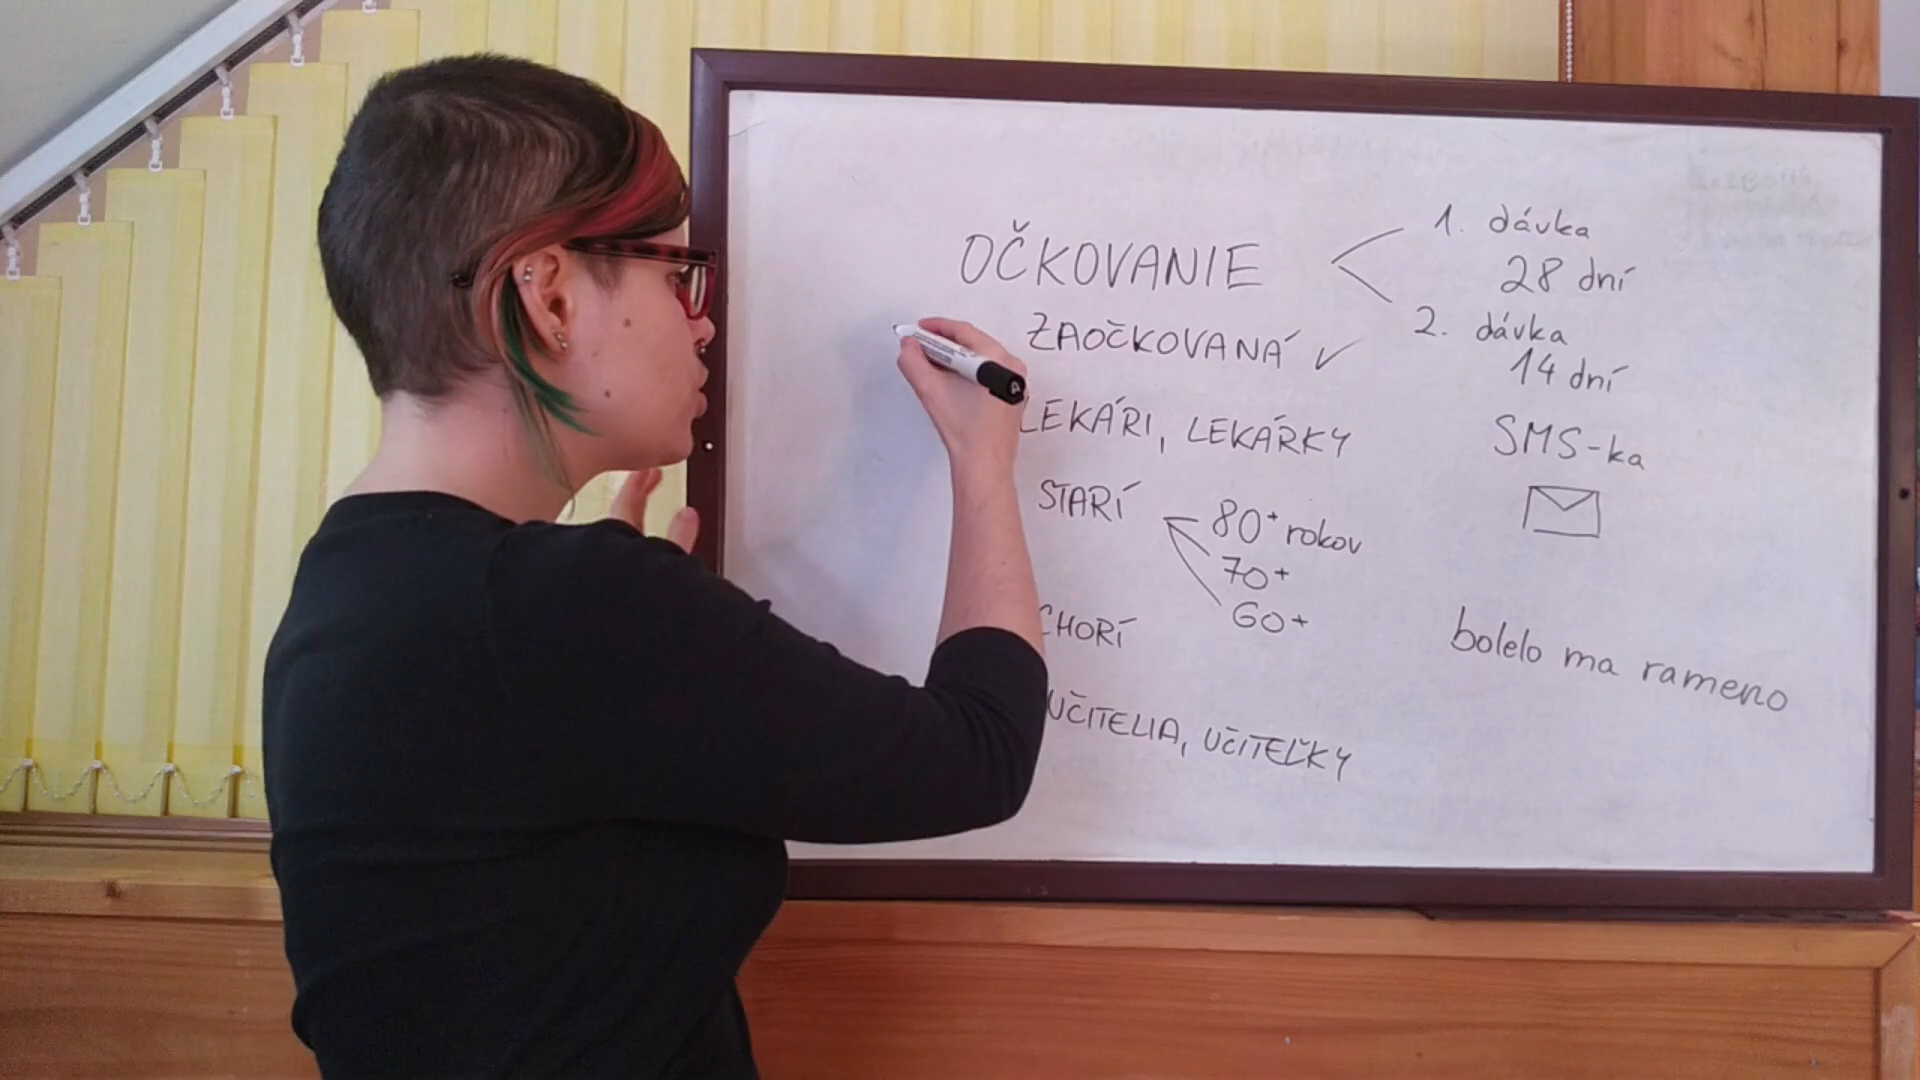 OČKOVANIE
1. dávka
28 dní
2. dávka
14 dní
ZAOČKOVANÁ ✓
LEKÁRI, LEKÁRKY
SMS-ka
STARÍ
80+ rokov
70+
60+
CHORÍ
bolelo ma rameno
UČITELIA, UČITEĽKY